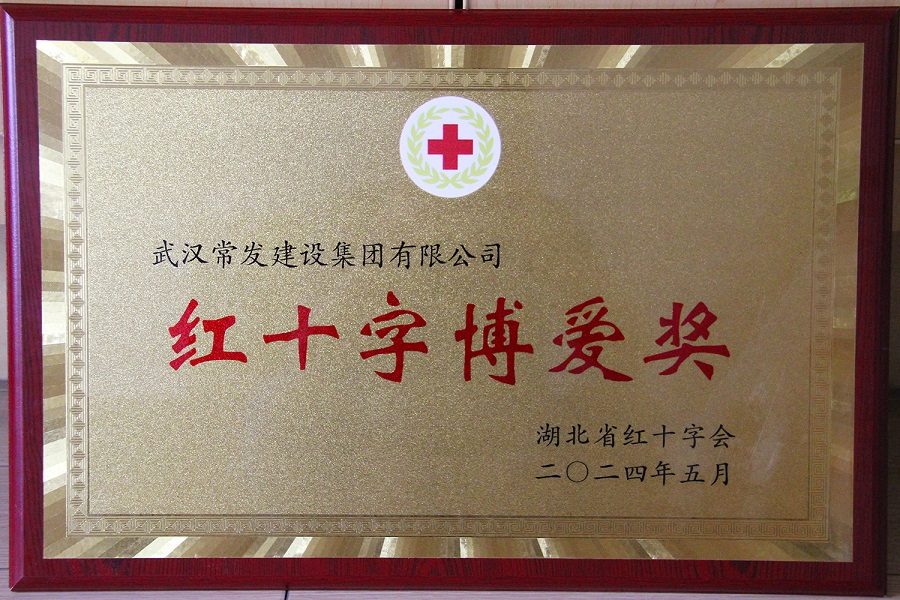 武汉常发建设集团有限公司
红十字博爱奖
湖北省红十字会
二〇二四年五月